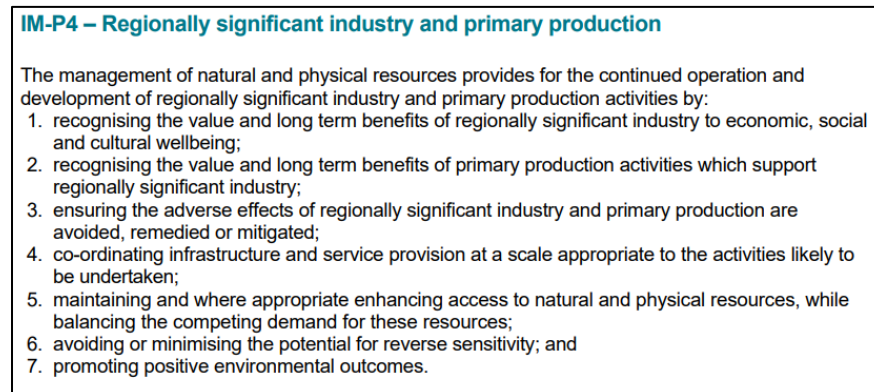 IM-P4 – Regionally significant industry and primary production
The management of natural and physical resources provides for the continued operation and
development of regionally significant industry and primary production activities by:
1. recognising the value and long term benefits of regionally significant industry to economic, social
and cultural wellbeing;
2. recognising the value and long term benefits of primary production activities which support
regionally significant industry;
3. ensuring the adverse effects of regionally significant industry and primary production are
avoided, remedied or mitigated;
4. co-ordinating infrastructure and service provision at a scale appropriate to the activities likely to
be undertaken;
5. maintaining and where appropriate enhancing access to natural and physical resources, while
balancing the competing demand for these resources;
6. avoiding or minimising the potential for reverse sensitivity; and
7. promoting positive environmental outcomes.